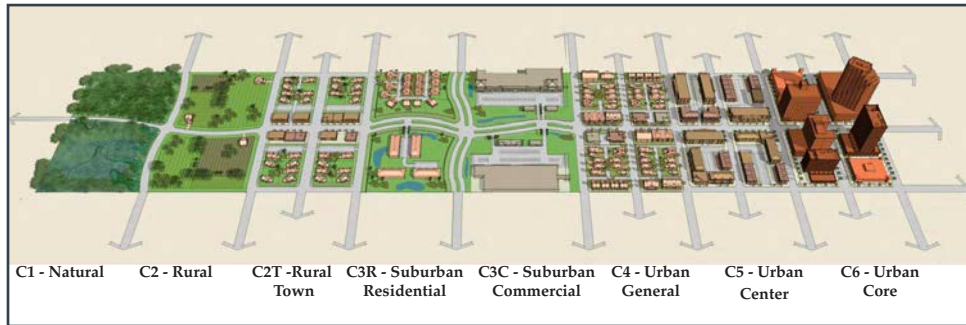 C1 - Natural
C2 - Rural
C2T -Rural
Town
C3R - Suburban
Residential
C3C - Suburban
Commercial
C4 - Urban
General
C5 - Urban
Center
C6 - Urban
Core